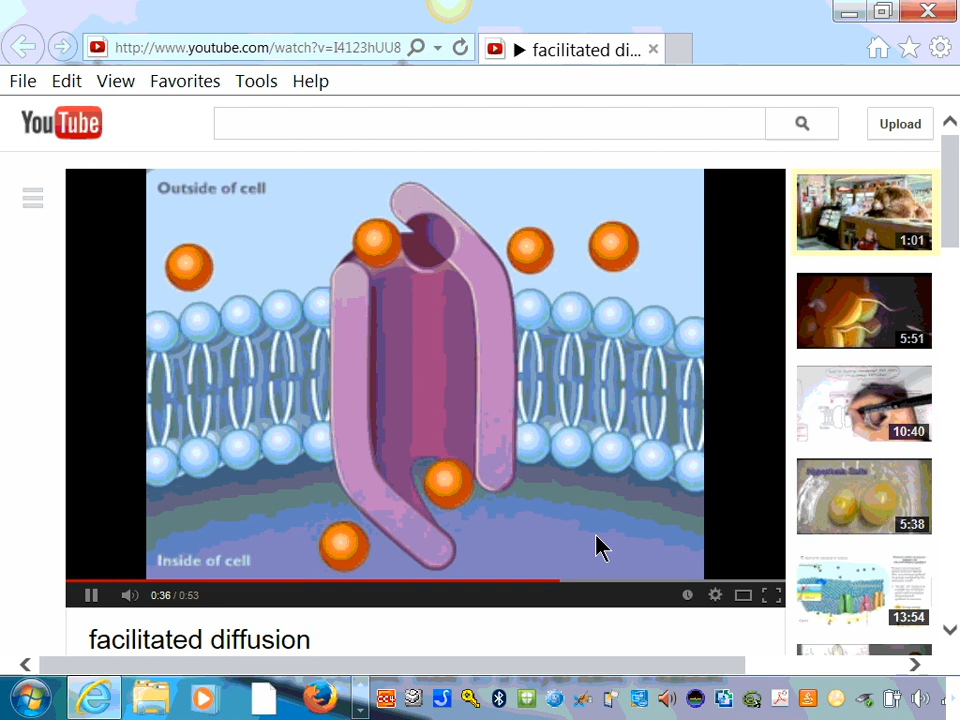 http://www.youtube.com/watch?v=I4123hUU8
▶ facilitated di...
File Edit View Favorites Tools Help
YouTube
Upload
Outside of cell
Inside of cell
0:36 / 0:53
facilitated diffusion
1:01
5:51
10:40
Hypotonic Solution
5:38
13:54